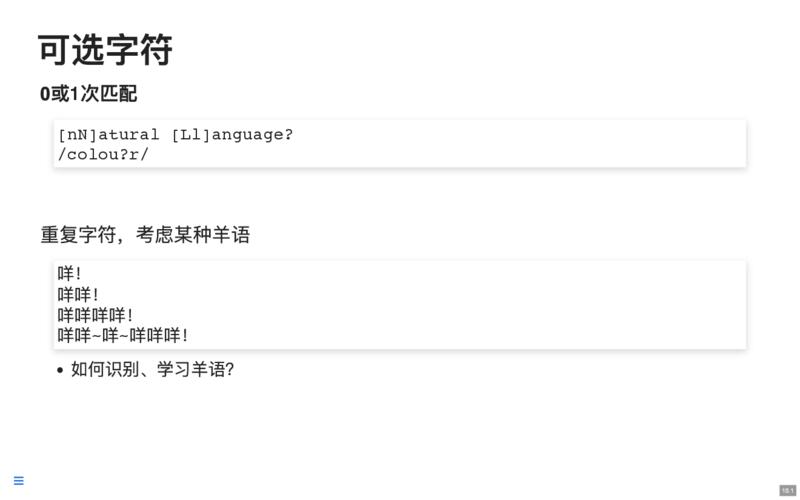 可选字符
0或1次匹配
[nN]atural [Ll]anguage?
/colou?r/
重复字符，考虑某种羊语
咩！
咩咩！
咩咩咩咩！
咩咩~咩~咩咩咩！
如何识别、学习羊语？
15.1